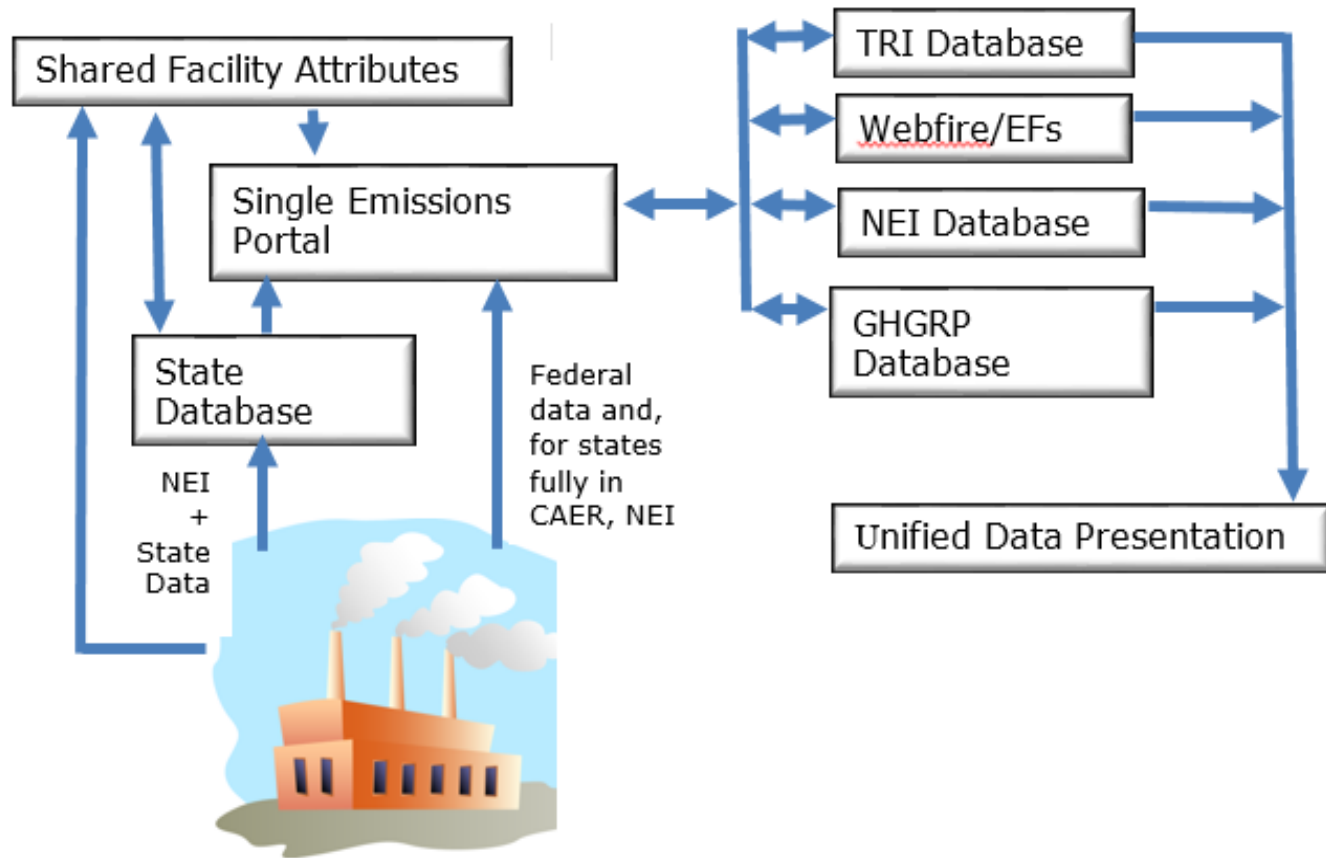 Shared Facility Attributes
Single Emissions
Portal
State
Database
NEI
+
State
Data
Federal
data and,
for states
fully in
CAER, NEI
TRI Database
Webfire/EFs
NEI Database
GHGRP
Database
Unified Data Presentation